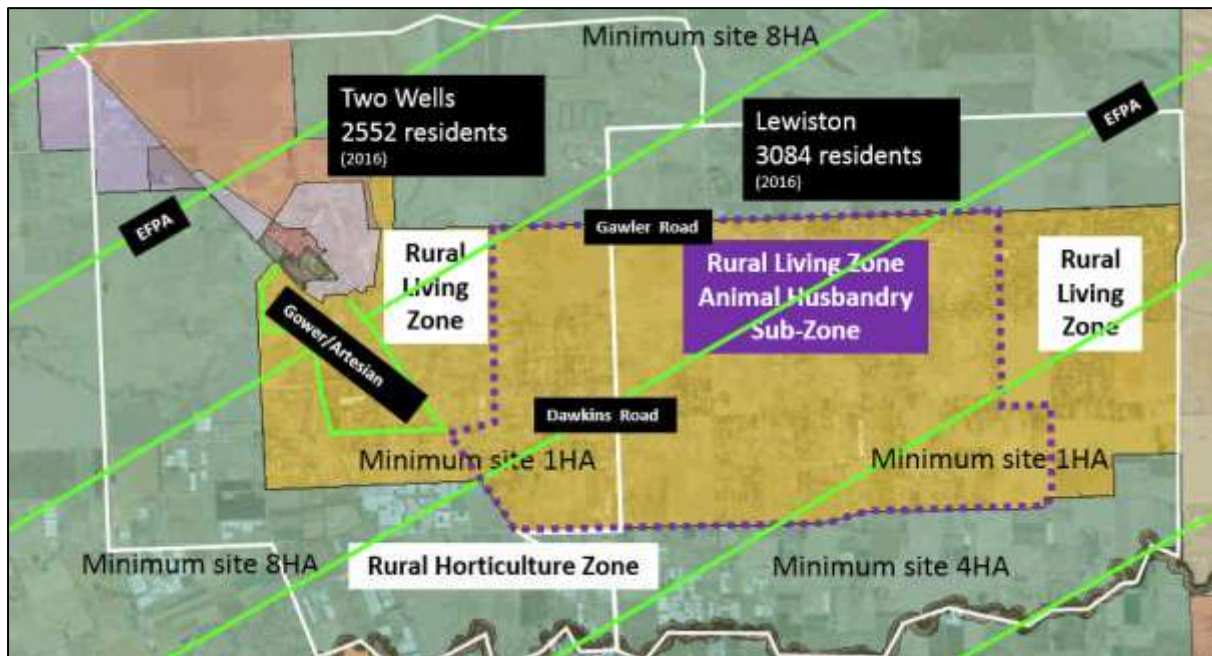 Minimum site 8HA
Two Wells
2552 residents
(2016)
Lewiston
3084 residents
(2016)
EFPA
EFPA
Gawler Road
Rural
Living
Zone
Rural Living Zone
Animal Husbandry
Sub-Zone
Rural
Living
Zone
Gower/Artesian
Dawkins Road
Minimum site 1HA
Minimum site 1HA
Minimum site 8HA
Rural Horticulture Zone
Minimum site 4HA